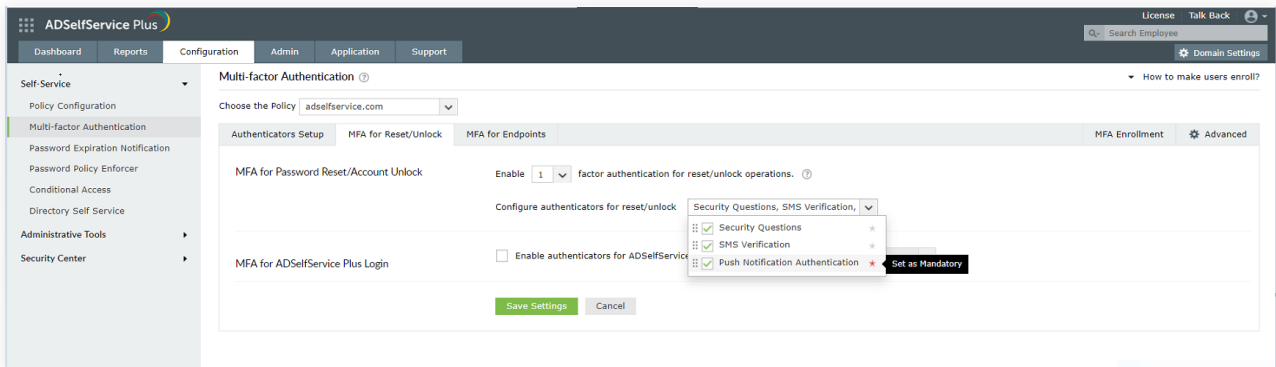 License Talk Back
ADSelfService Plus
Search Employee
Dashboard Reports Configuration Admin Application Support
Domain Settings
Self-Service
Multi-factor Authentication ?
How to make users enroll?
Policy Configuration
Choose the Policy adselfservice.com
Multi-factor Authentication
Authenticators Setup MFA for Reset/Unlock MFA for Endpoints MFA Enrollment Advanced
Password Expiration Notification
Password Policy Enforcer
MFA for Password Reset/Account Unlock
Enable 1 factor authentication for reset/unlock operations. ?
Conditional Access
Directory Self Service
Configure authenticators for reset/unlock Security Questions, SMS Verification,
Security Questions
Administrative Tools
SMS Verification
Security Center
MFA for ADSelfService Plus Login
Enable authenticators for ADSelfService
Push Notification Authentication
Set as Mandatory
Save Settings Cancel